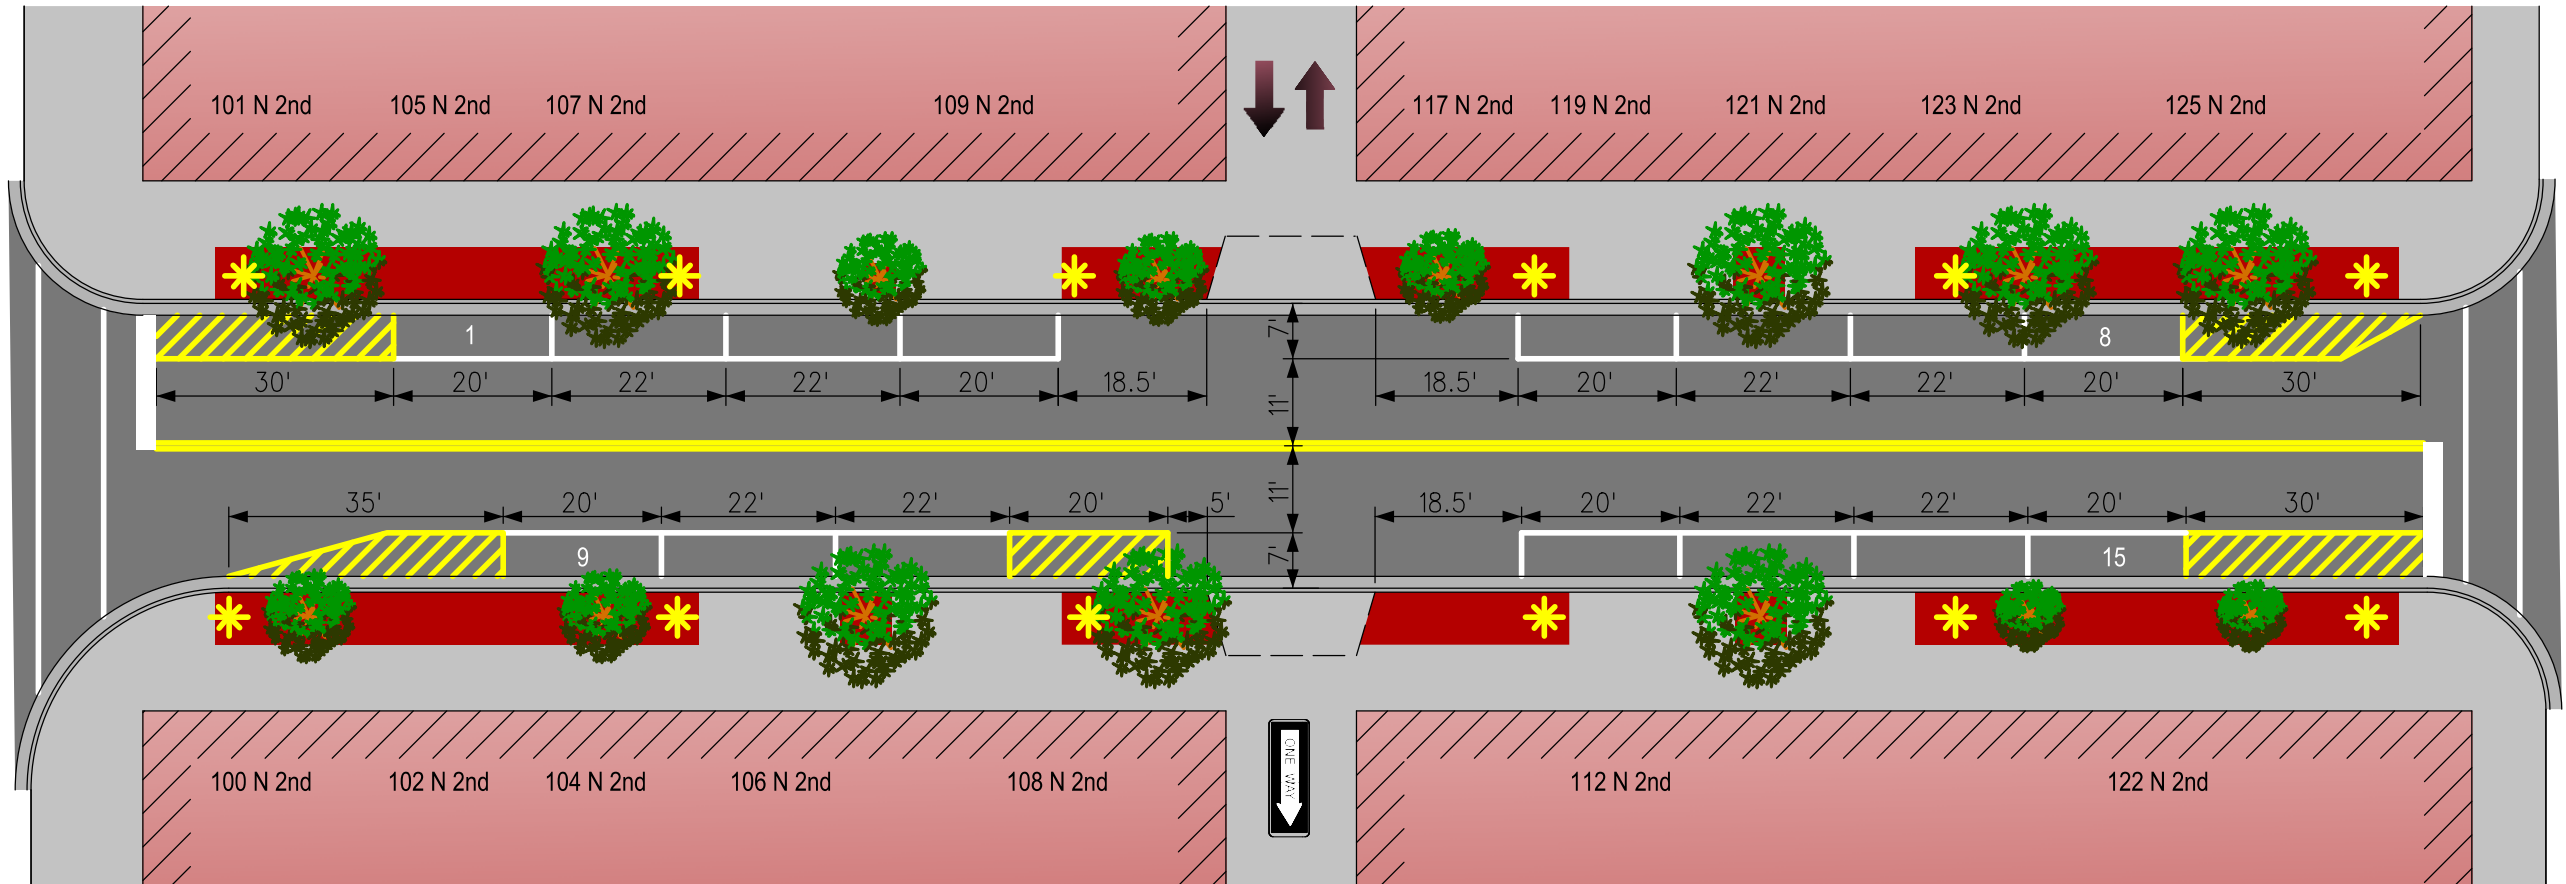 101 N 2nd 105 N 2nd 107 N 2nd 109 N 2nd 117 N 2nd 119 N 2nd 121 N 2nd 123 N 2nd 125 N 2nd
1 7' 8
30' 20' 22' 22' 20' 18.5' 18.5' 20' 22' 22' 20' 30'
11'
35' 20' 22' 22' 20' 5' 11' 18.5' 20' 22' 22' 20' 30'
9 7' 15
ONE WAY
100 N 2nd 102 N 2nd 104 N 2nd 106 N 2nd 108 N 2nd 112 N 2nd 122 N 2nd